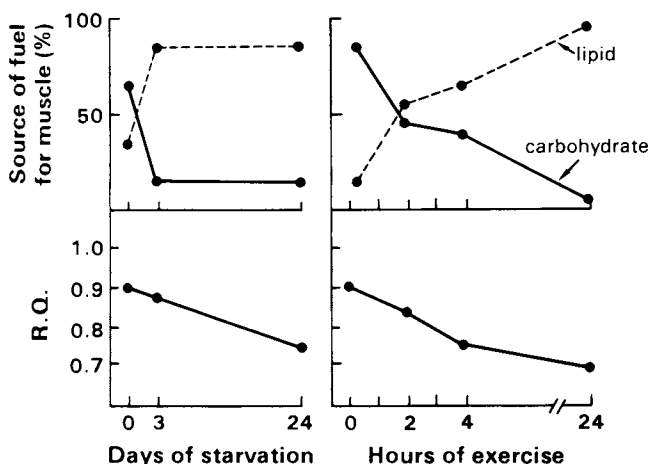 Source of fuel
for muscle (%)
100
50
lipid
carbohydrate
R.Q.
1.0
0.9
0.8
0.7
0 3 24
Days of starvation
0 2 4 24
Hours of exercise